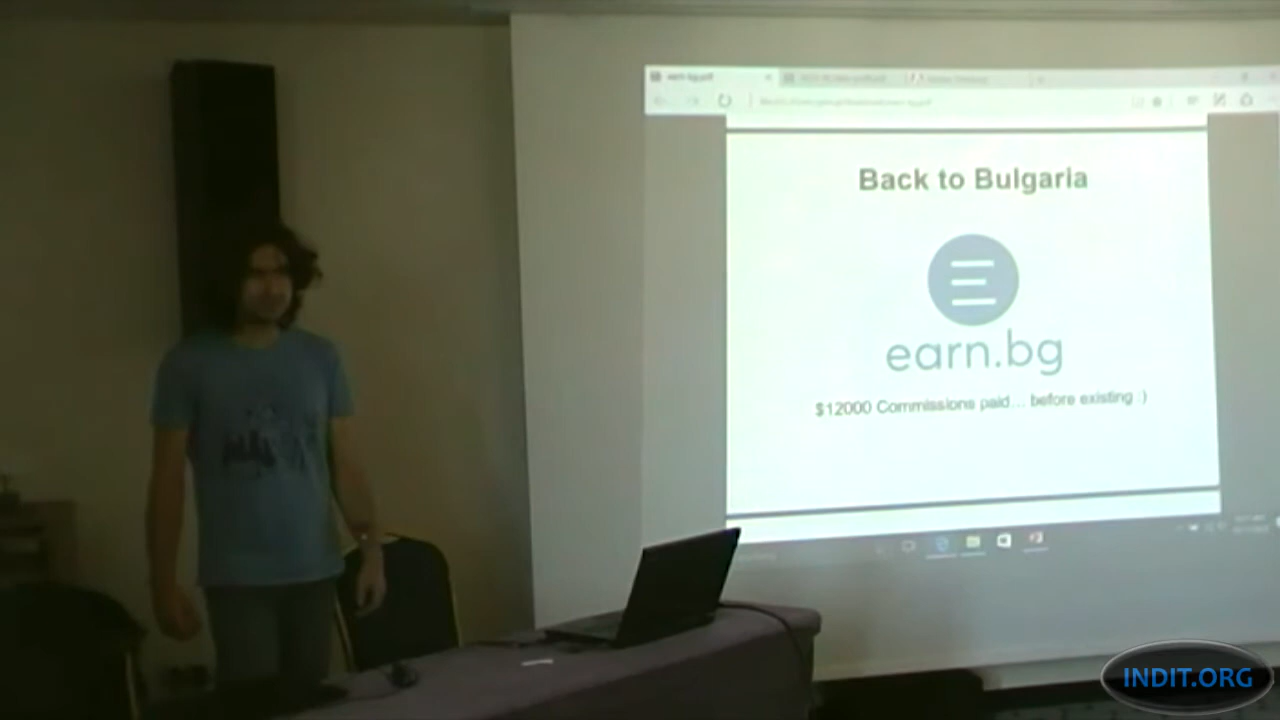 Back to Bulgaria
earn.bg
$12000 Commissions paid... before existing :)
INDIT.ORG